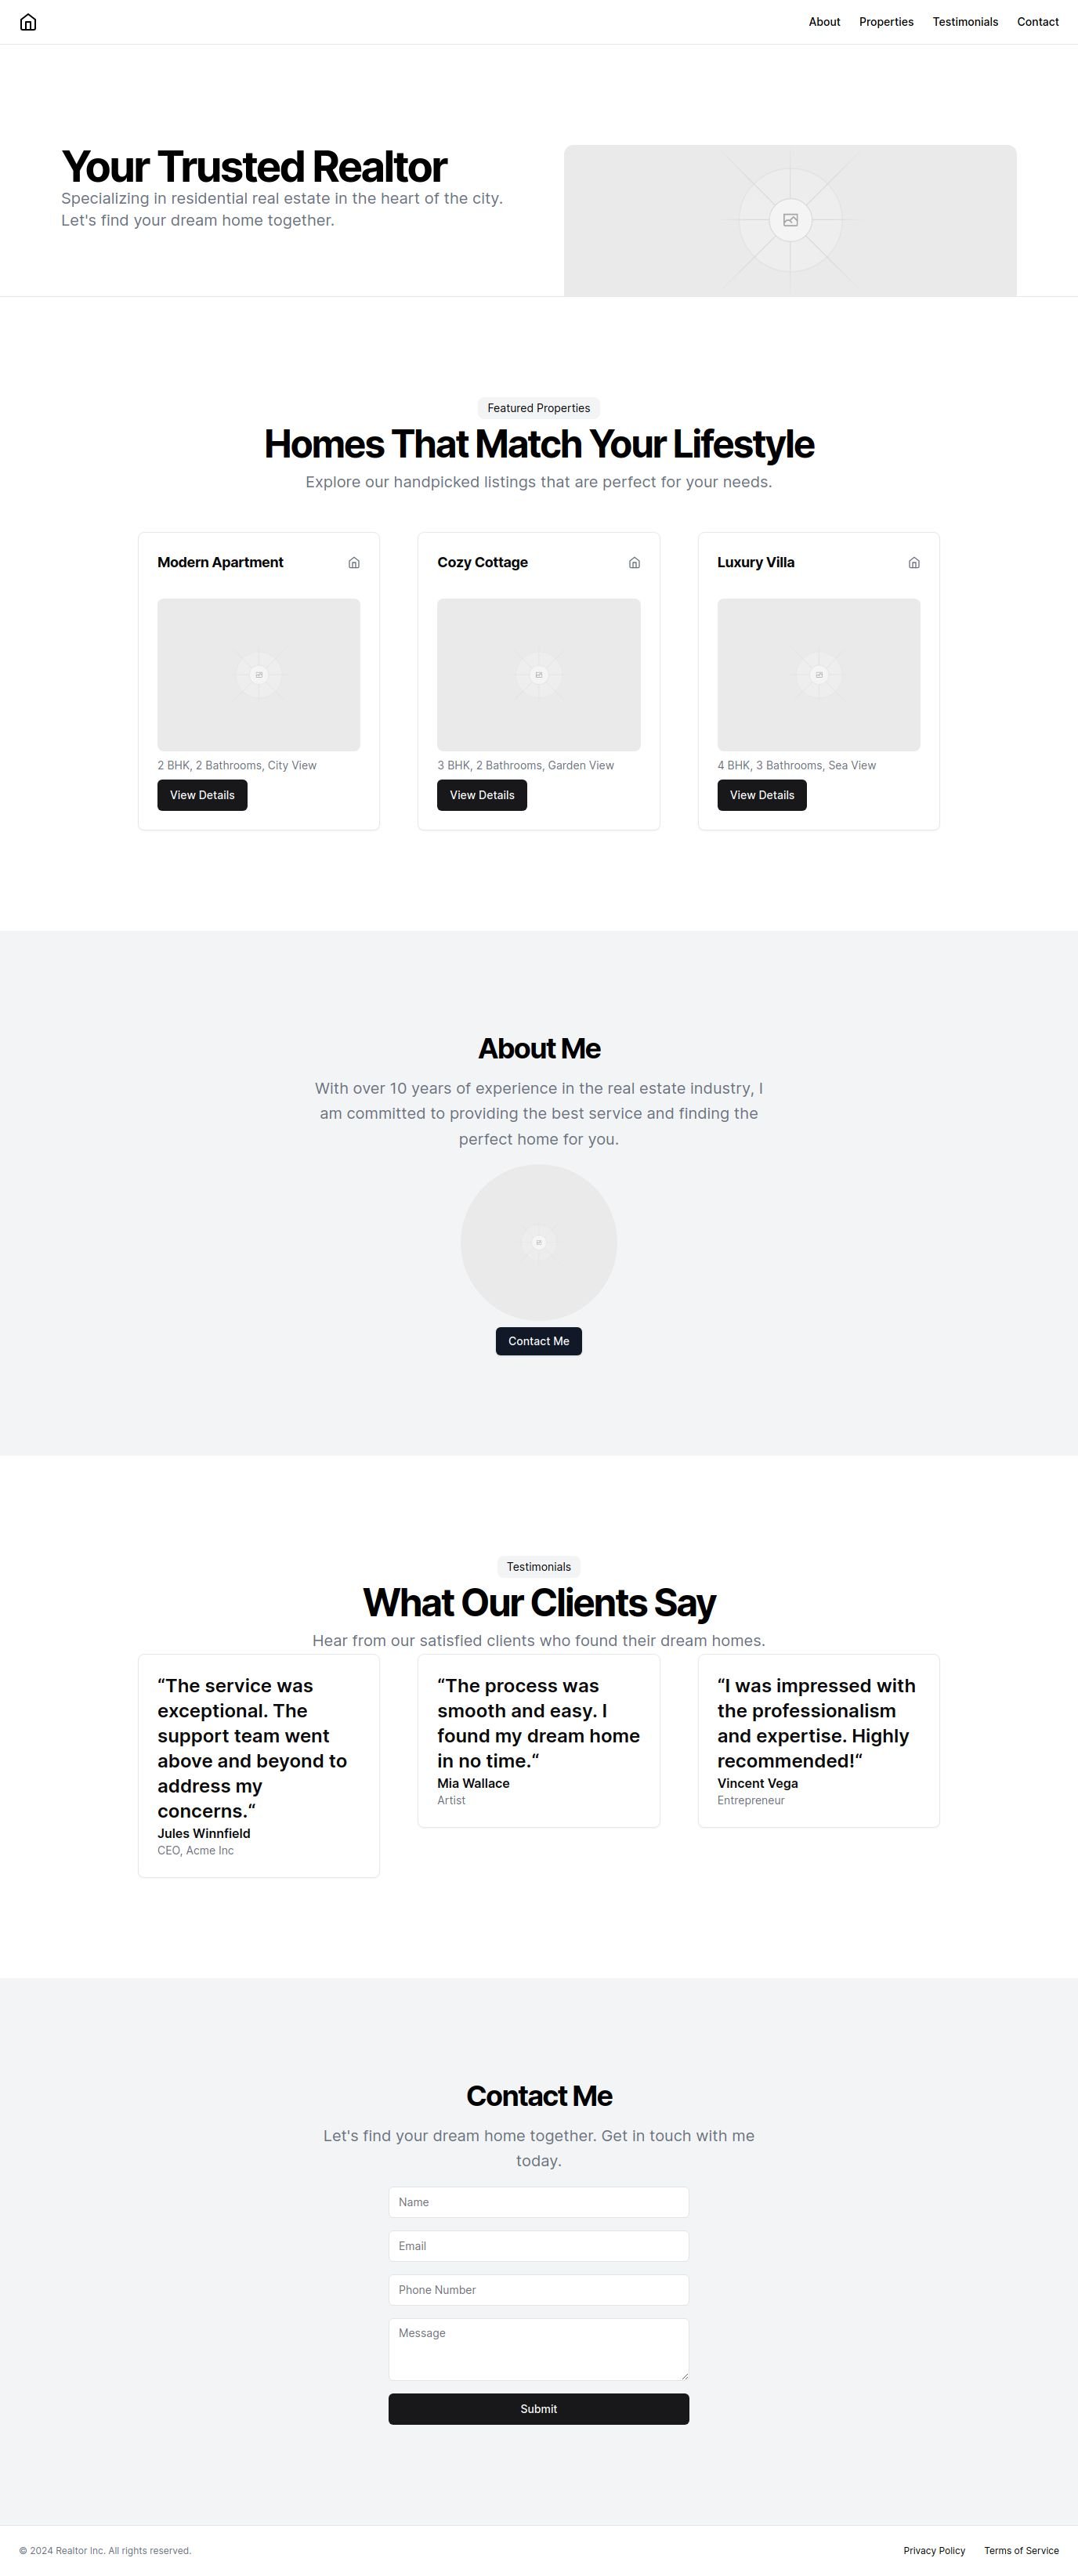 About Properties Testimonials Contact
Your Trusted Realtor
Specializing in residential real estate in the heart of the city.
Let's find your dream home together.
Featured Properties
Homes That Match Your Lifestyle
Explore our handpicked listings that are perfect for your needs.
Modern Apartment
2 BHK, 2 Bathrooms, City View
View Details
Cozy Cottage
3 BHK, 2 Bathrooms, Garden View
View Details
Luxury Villa
4 BHK, 3 Bathrooms, Sea View
View Details
About Me
With over 10 years of experience in the real estate industry, I
am committed to providing the best service and finding the
perfect home for you.
Contact Me
Testimonials
What Our Clients Say
Hear from our satisfied clients who found their dream homes.
“The service was
exceptional. The
support team went
above and beyond to
address my
concerns.“
Jules Winnfield
CEO, Acme Inc
“The process was
smooth and easy. I
found my dream home
in no time.“
Mia Wallace
Artist
“I was impressed with
the professionalism
and expertise. Highly
recommended!“
Vincent Vega
Entrepreneur
Contact Me
Let's find your dream home together. Get in touch with me
today.
Name
Email
Phone Number
Message
Submit
© 2024 Realtor Inc. All rights reserved.
Privacy Policy Terms of Service